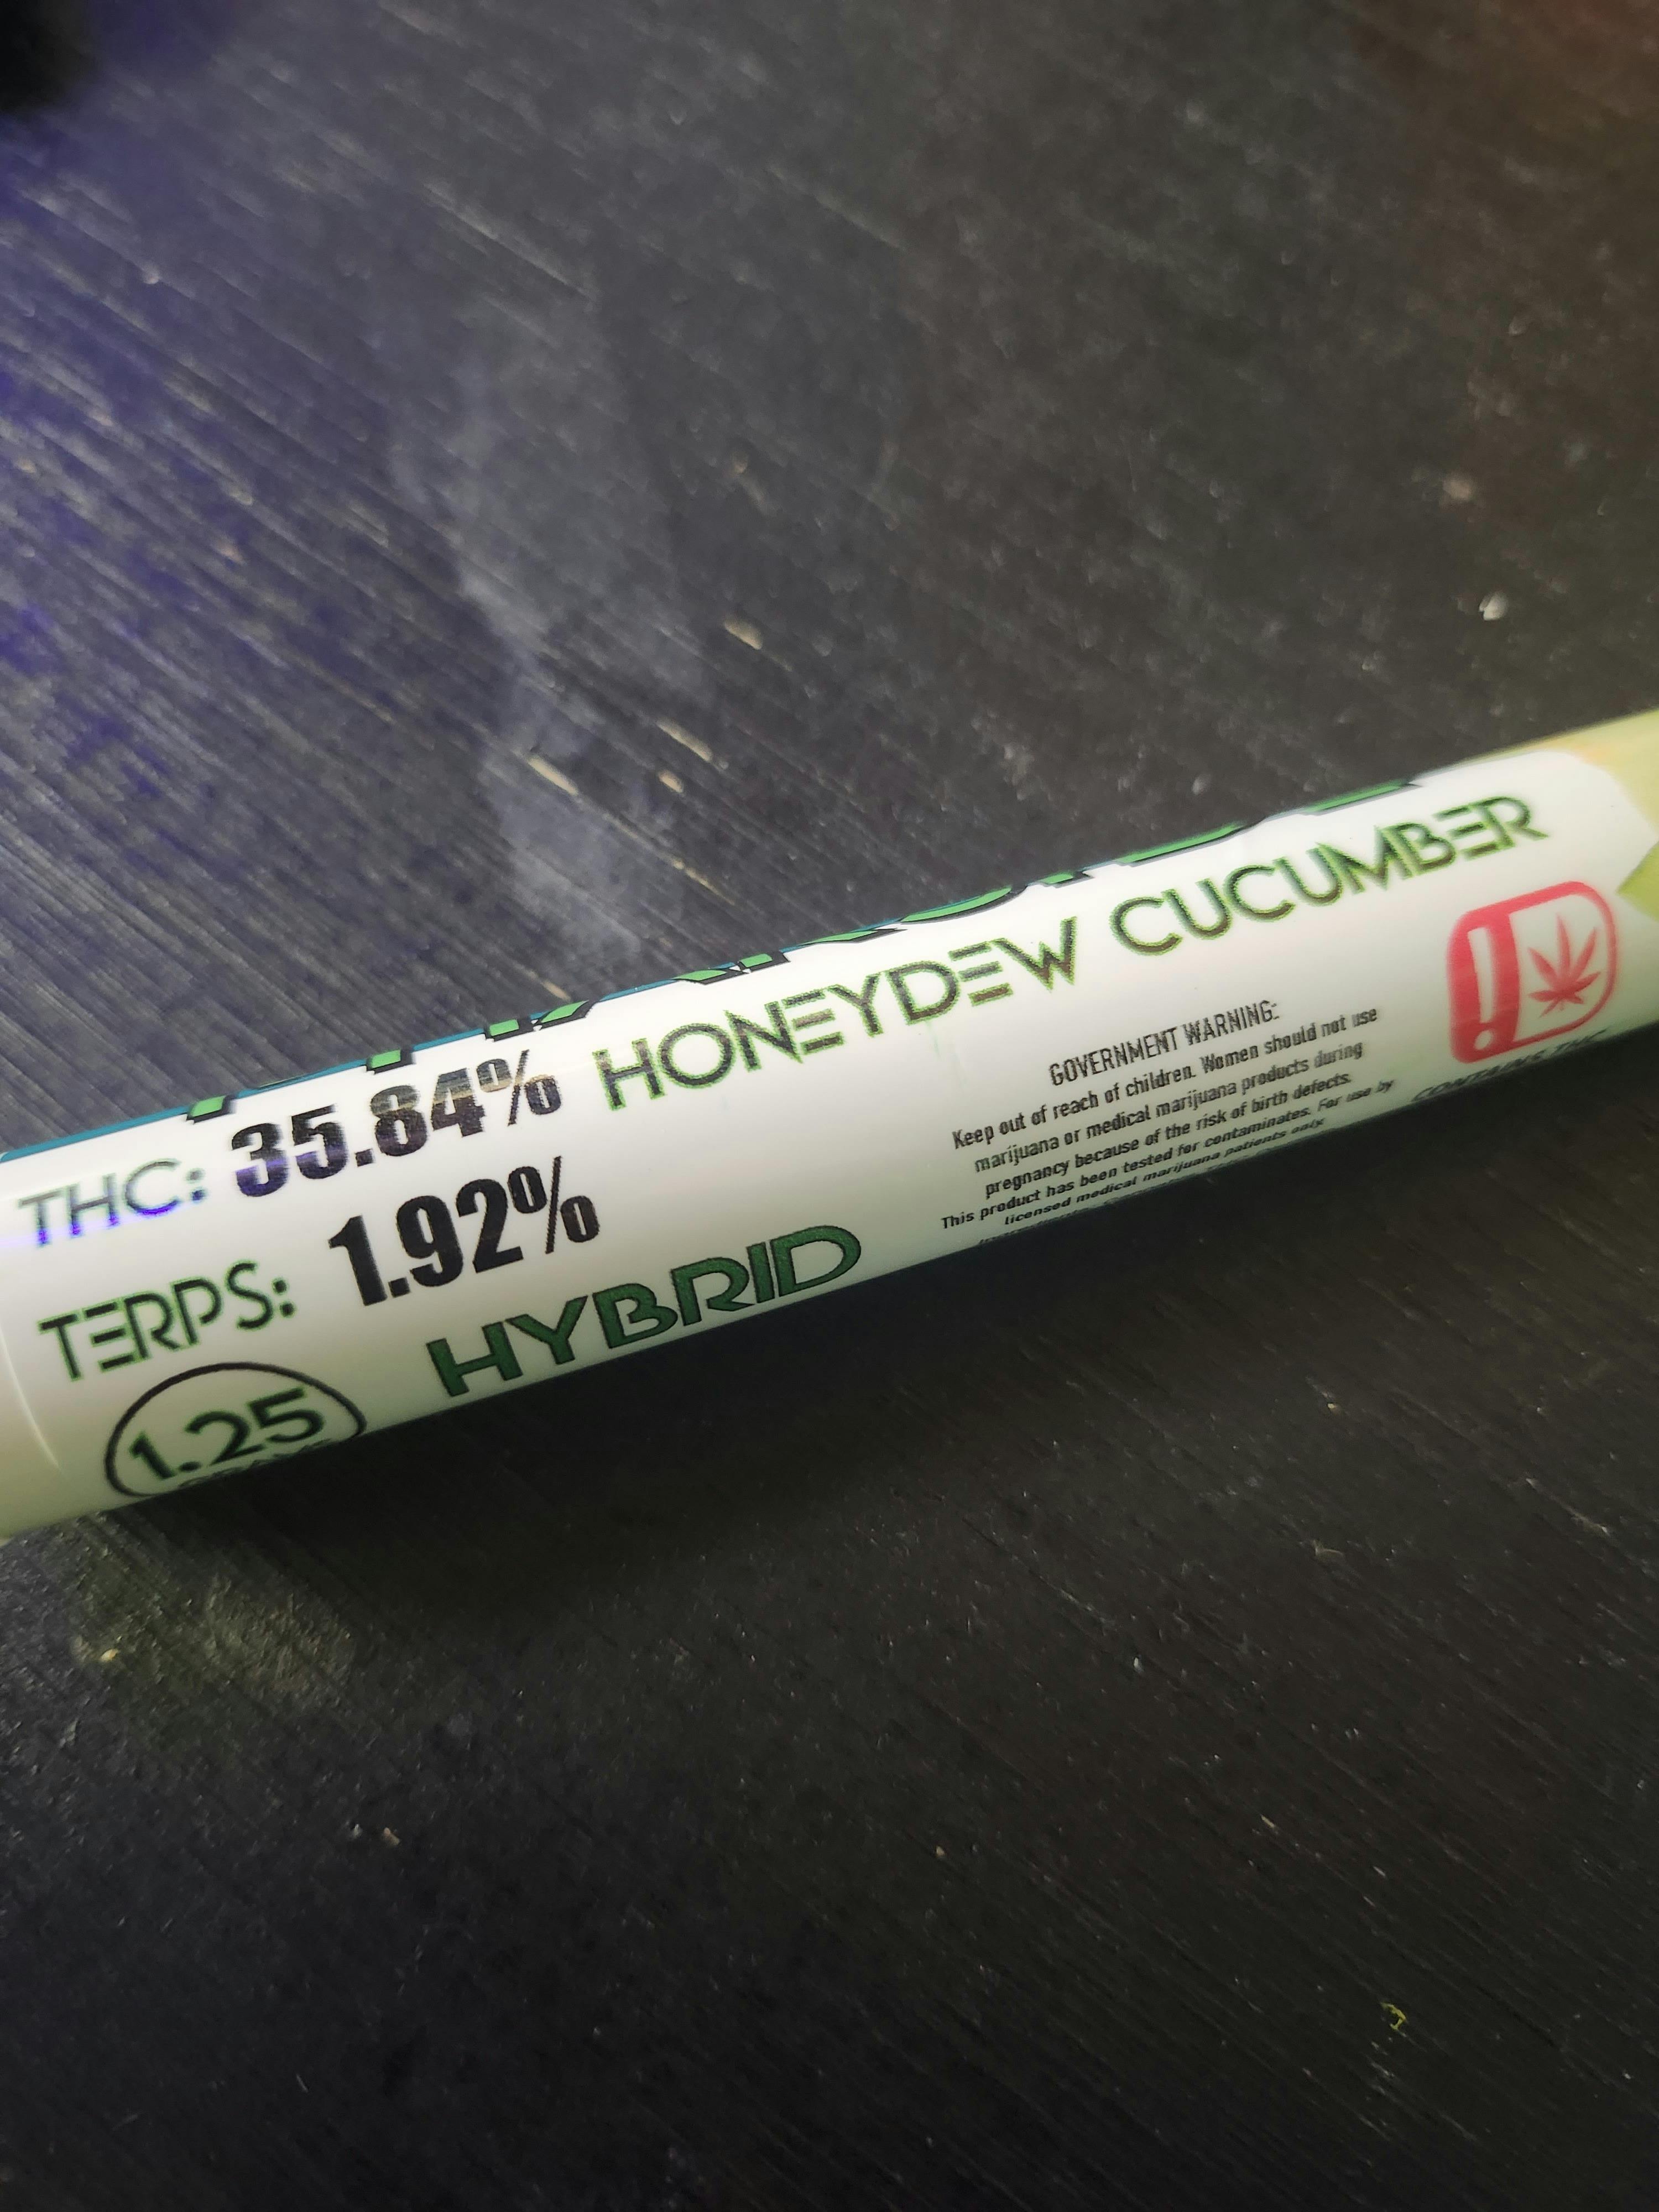 THC: 35.84%
TERPS: 1.92%
1.25
HYBRID
HONEYDEW CUCUMBER
GOVERNMENT WARNING:
Keep out of reach of children. Women should not use
marijuana or medical marijuana products during
pregnancy because of the risk of birth defects.
This product has been tested for contaminates. For use by
licensed medical marijuana patients only.
CONTAINS THC